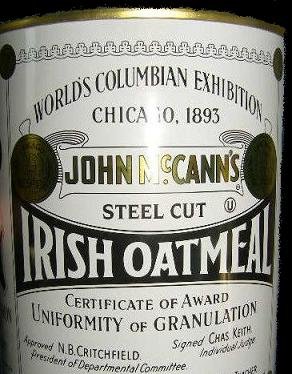 WORLD'S COLUMBIAN EXHIBITION
CHICAGO, 1893
JOHN McCANN'S
STEEL CUT
IRISH OATMEAL
CERTIFICATE OF AWARD
UNIFORMITY OF GRANULATION
Approved N.B. CRITCHFIELD. Signed CHAS KEITH.
President of Departmental Committee. Individual Judge.